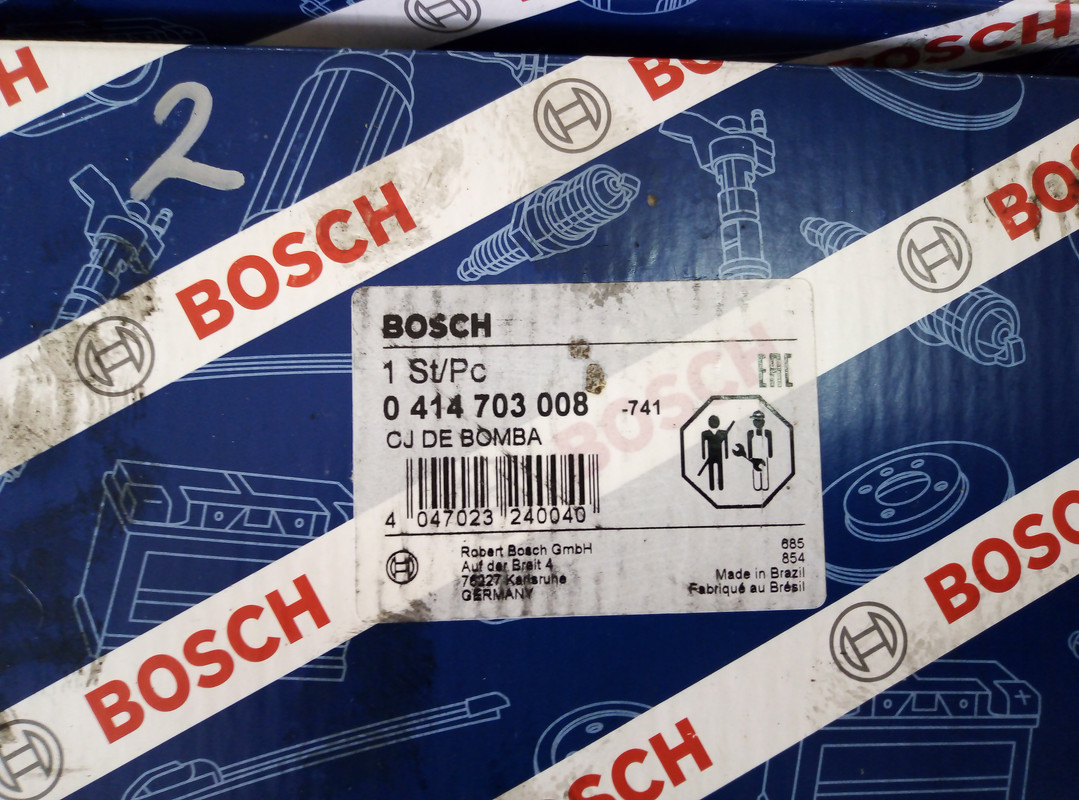 BOSCH
BOSCH
2
BOSCH
BOSCH
1 St/Pc
EAC
0 414 703 008 -741
CJ DE BOMBA
BOSCH
4 047023 240040
Robert Bosch GmbH
Auf der Breit 4
76227 Karlsruhe
GERMANY
685
854
Made in Brazil
Fabriqué au Brésil
BOSCH